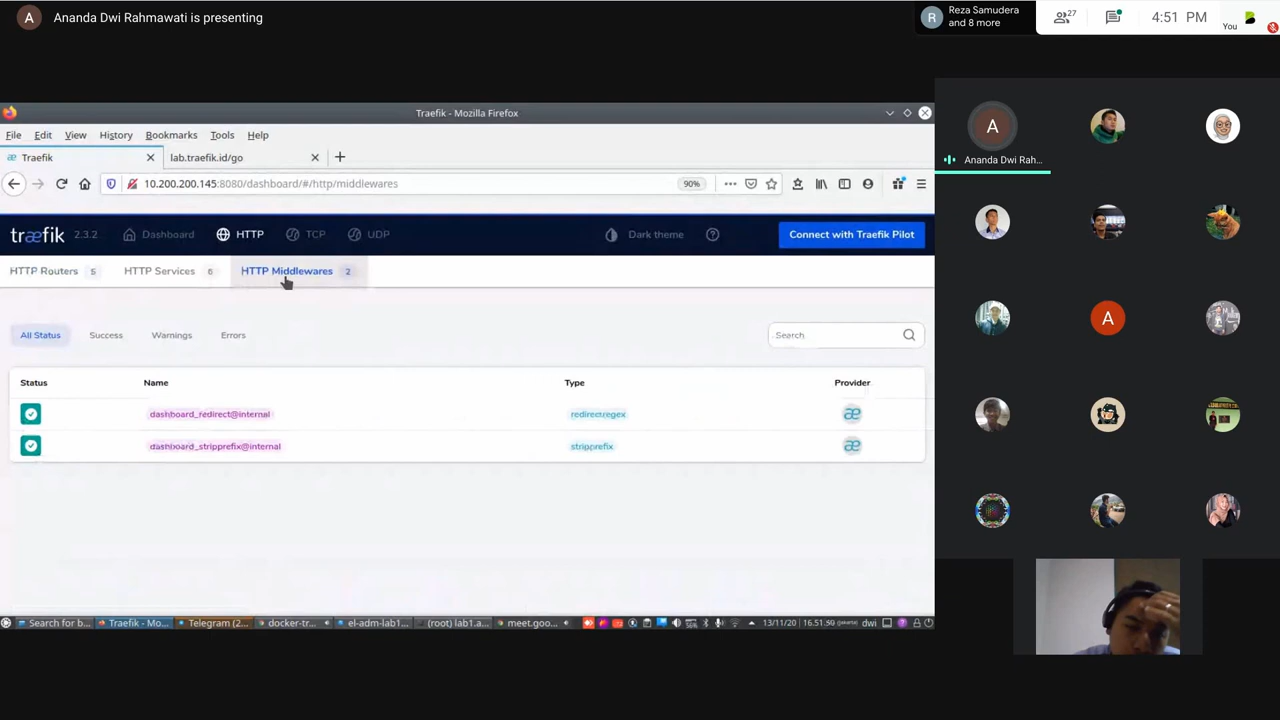 A Ananda Dwi Rahmawati is presenting
R Reza Samudera
and 8 more
27
4:51 PM
You
Traefik - Mozilla Firefox
File Edit View History Bookmarks Tools Help
æ Traefik
lab.traefik.id/go
10.200.200.145:8080/dashboard/#/http/middlewares
90%
træfik 2.3.2 Dashboard HTTP TCP UDP Dark theme Connect with Traefik Pilot
HTTP Routers 5 HTTP Services 6 HTTP Middlewares 2
All Status Success Warnings Errors Search
Status Name Type Provider
dashboard_redirect@internal redirectregex æ
dashboard_stripprefix@internal stripprefix æ
Search for b... Traefik - Mo... Telegram (2... docker-tr... el-adm-lab1... (root) lab1.a... meet.goo... 13/11/20 dwi
A
Ananda Dwi Rah...
A